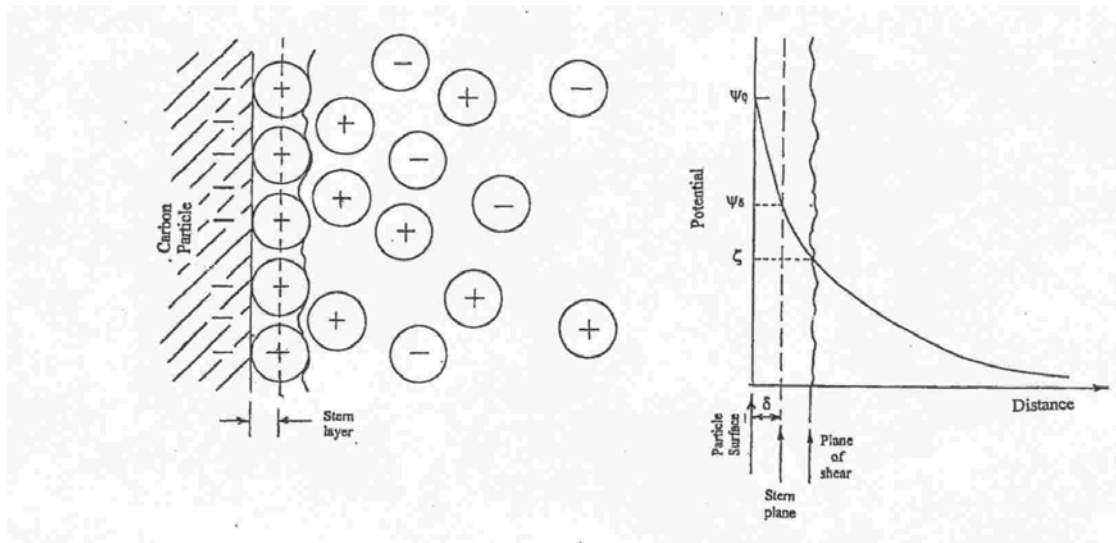 Carbon
Particle
Stern
layer
Potential
Ψ0
Ψδ
ζ
Distance
δ
Particle
Surface
Plane
of
shear
Stern
plane